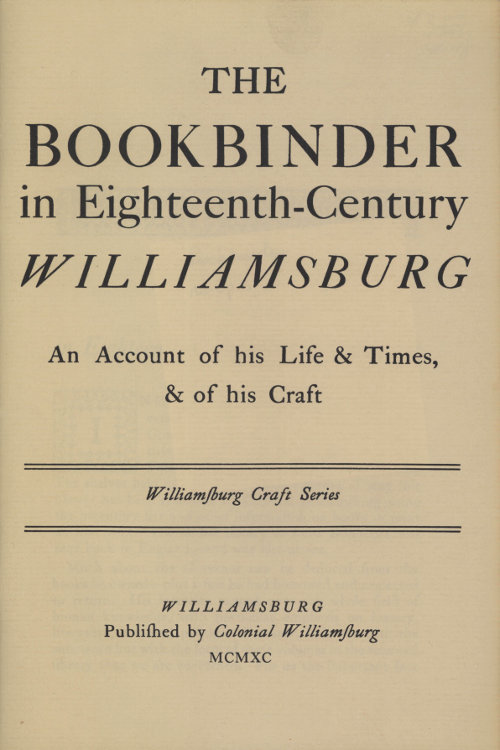 THE
BOOKBINDER
in Eighteenth-Century
WILLIAMSBURG
An Account of his Life & Times,
& of his Craft
Williamſburg Craft Series
WILLIAMSBURG
Publiſhed by Colonial Williamſburg
MCMXC